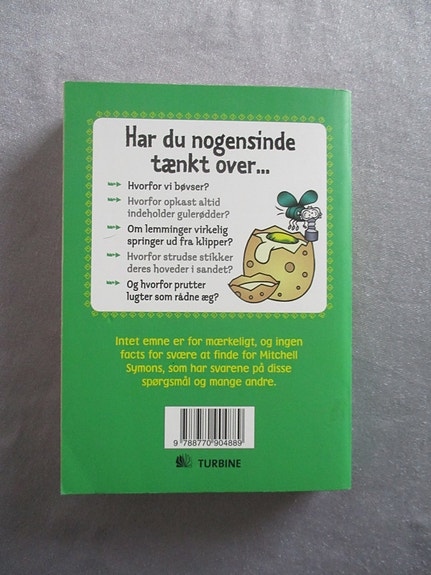 Har du nogensinde
tænkt over...
Hvorfor vi bøvser?
Hvorfor opkast altid
indeholder gulerødder?
Om lemminger virkelig
springer ud fra klipper?
Hvorfor strudse stikker
deres hoveder i sandet?
Og hvorfor prutter
lugter som rådne æg?
Intet emne er for mærkeligt, og ingen
facts for svære at finde for Mitchell
Symons, som har svarene på disse
spørgsmål og mange andre.
9 788770 904889
TURBINE